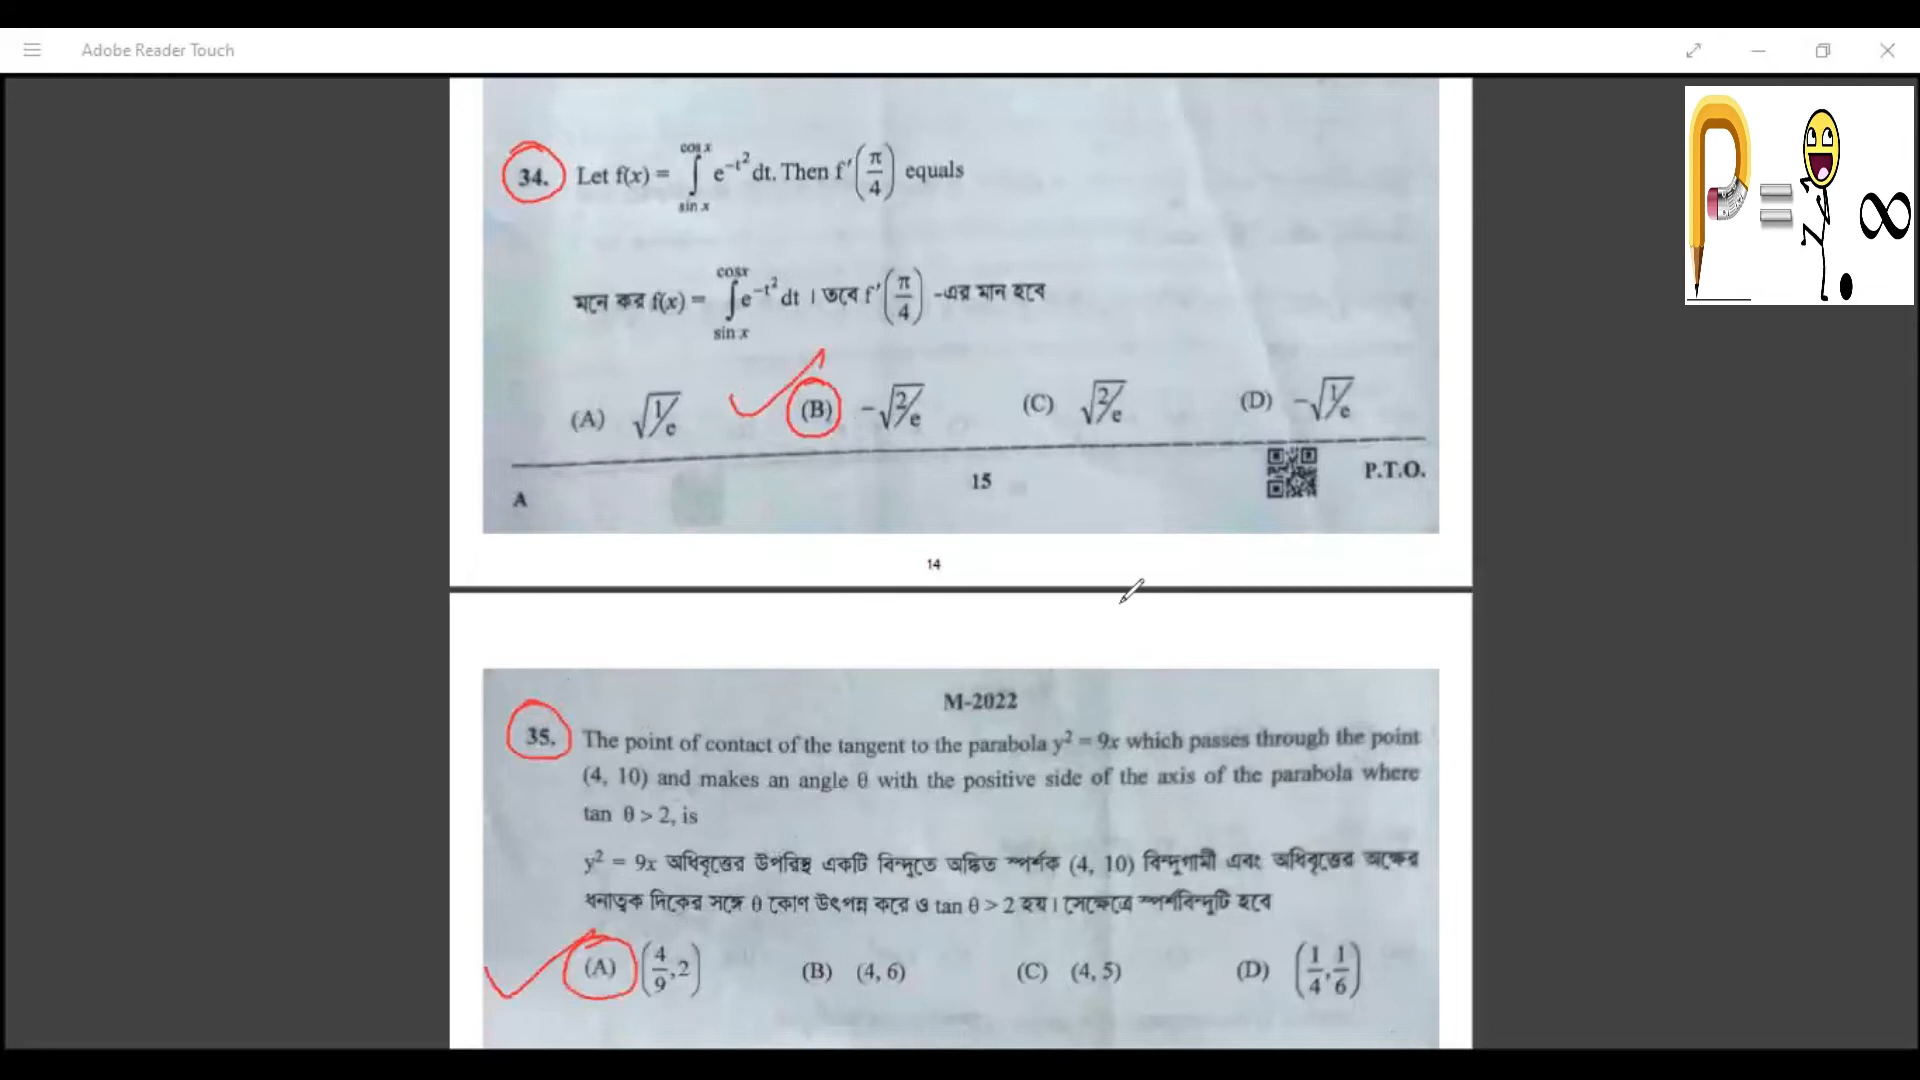 Adobe Reader Touch
34. Let f(x) = ∫_{sin x}^{cos x} e^{-t²} dt. Then f′(π/4) equals
মনে কর f(x) = ∫_{sin x}^{cosx} e^{-t²} dt । তবে f′(π/4) -এর মান হবে
(A) √(1/e) (B) -√(2/e) (C) √(2/e) (D) -√(1/e)
A 15 P.T.O.
14
M-2022
35. The point of contact of the tangent to the parabola y² = 9x which passes through the point
(4, 10) and makes an angle θ with the positive side of the axis of the parabola where
tan θ > 2, is
y² = 9x অধিবৃত্তের উপরিস্থ একটি বিন্দুতে অঙ্কিত স্পর্শক (4, 10) বিন্দুগামী এবং অধিবৃত্তের অক্ষের
ধনাত্বক দিকের সঙ্গে θ কোণ উৎপন্ন করে ও tan θ > 2 হয়। সেক্ষেত্রে স্পর্শবিন্দুটি হবে
(A) (4/9, 2) (B) (4, 6) (C) (4, 5) (D) (1/4, 1/6)